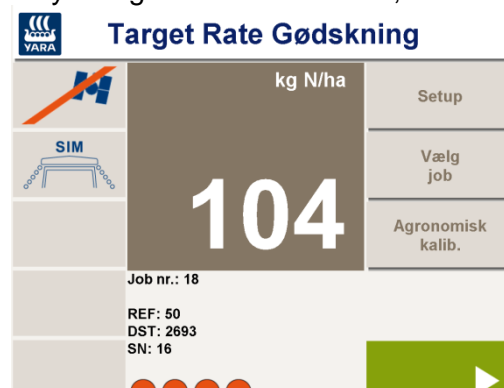 YARA
Target Rate Gødskning
kg N/ha
104
SIM
Setup
Vælg
job
Agronomisk
kalib.
Job nr.: 18
REF: 50
DST: 2693
SN: 16